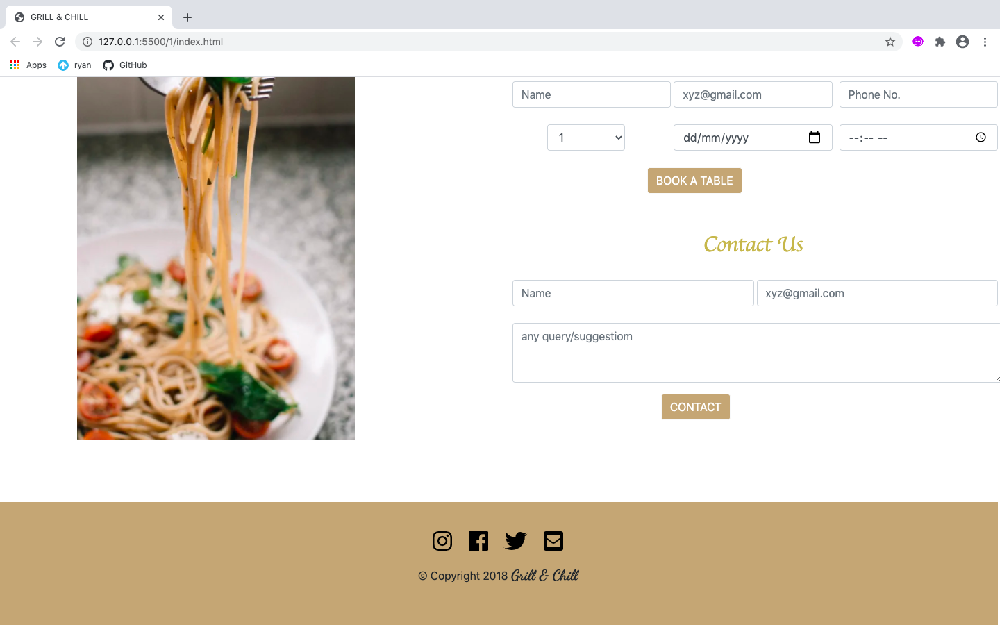 GRILL & CHILL
127.0.0.1:5500/1/index.html
Apps ryan GitHub
Name xyz@gmail.com Phone No.
1 dd/mm/yyyy --:-- --
BOOK A TABLE
Contact Us
Name xyz@gmail.com
any query/suggestiom
CONTACT
© Copyright 2018 Grill & Chill